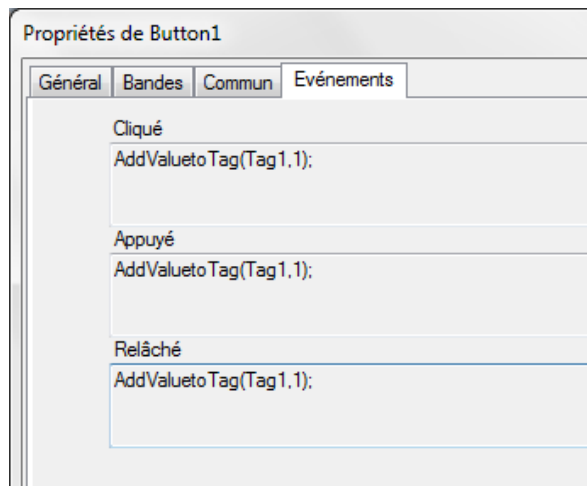 Propriétés de Button1
Général Bandes Commun Evénements
Cliqué
AddValuetoTag(Tag1,1);
Appuyé
AddValuetoTag(Tag1,1);
Relâché
AddValuetoTag(Tag1,1);